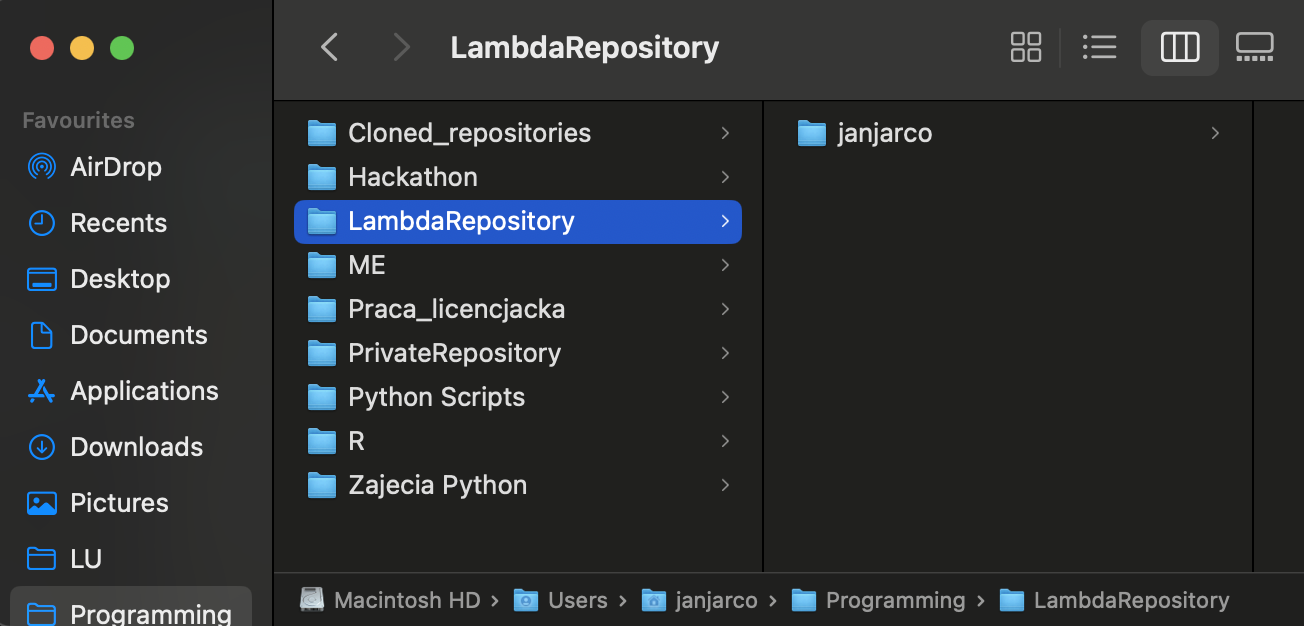 LambdaRepository
Favourites
AirDrop
Recents
Desktop
Documents
Applications
Downloads
Pictures
LU
Programming
Cloned_repositories
Hackathon
LambdaRepository
ME
Praca_licencjacka
PrivateRepository
Python Scripts
R
Zajecia Python
janjarco
Macintosh HD › Users › janjarco › Programming › LambdaRepository